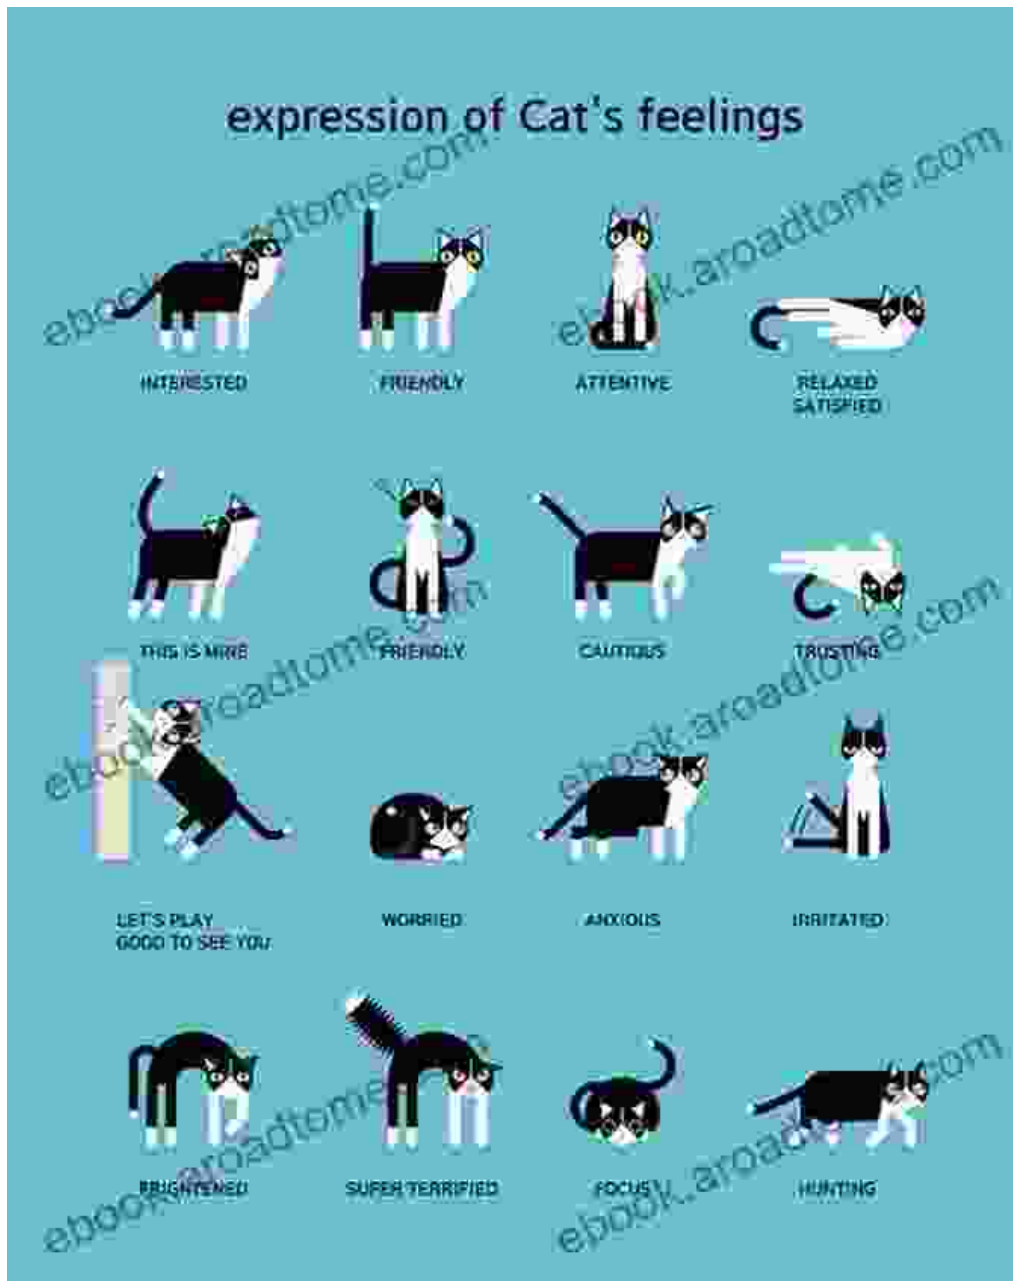 expression of Cat's feelings
ebook.aroadtome.com
ebook.aroadtome.com
INTERESTED
FRIENDLY
ATTENTIVE
RELAXED
SATISFIED
THIS IS MINE
FRIENDLY
CAUTIOUS
TRUSTING
ebook.aroadtome.com
ebook.aroadtome.com
LET'S PLAY
GOOD TO SEE YOU
WORRIED
ANXIOUS
IRRITATED
FRIGHTENED
SUPER TERRIFIED
FOCUS
HUNTING
ebook.aroadtome.com
ebook.aroadtome.com